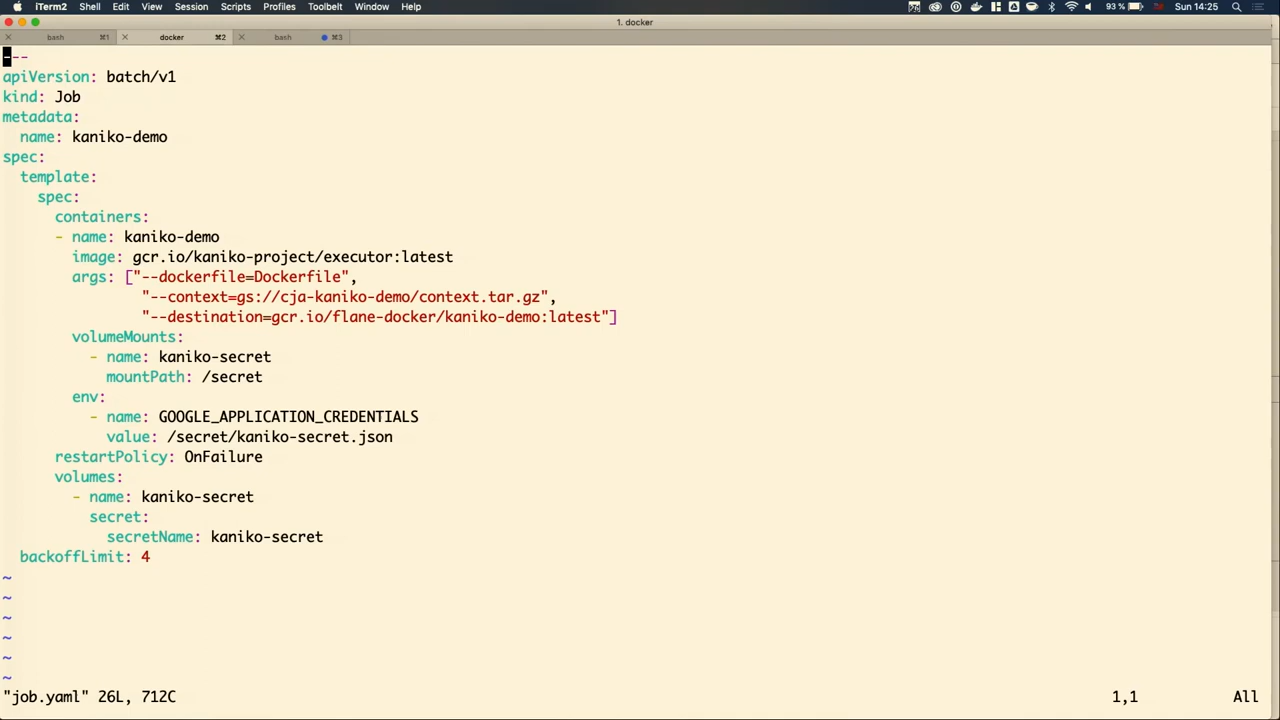 iTerm2 Shell Edit View Session Scripts Profiles Toolbelt Window Help 93 % Sun 14:25
1. docker
bash ⌘1 docker ⌘2 bash ⌘3
---
apiVersion: batch/v1
kind: Job
metadata:
  name: kaniko-demo
spec:
  template:
    spec:
      containers:
      - name: kaniko-demo
        image: gcr.io/kaniko-project/executor:latest
        args: ["--dockerfile=Dockerfile",
                "--context=gs://cja-kaniko-demo/context.tar.gz",
                "--destination=gcr.io/flane-docker/kaniko-demo:latest"]
        volumeMounts:
          - name: kaniko-secret
            mountPath: /secret
        env:
          - name: GOOGLE_APPLICATION_CREDENTIALS
            value: /secret/kaniko-secret.json
      restartPolicy: OnFailure
      volumes:
        - name: kaniko-secret
          secret:
            secretName: kaniko-secret
  backoffLimit: 4
~
~
~
~
~
~
"job.yaml" 26L, 712C 1,1 All